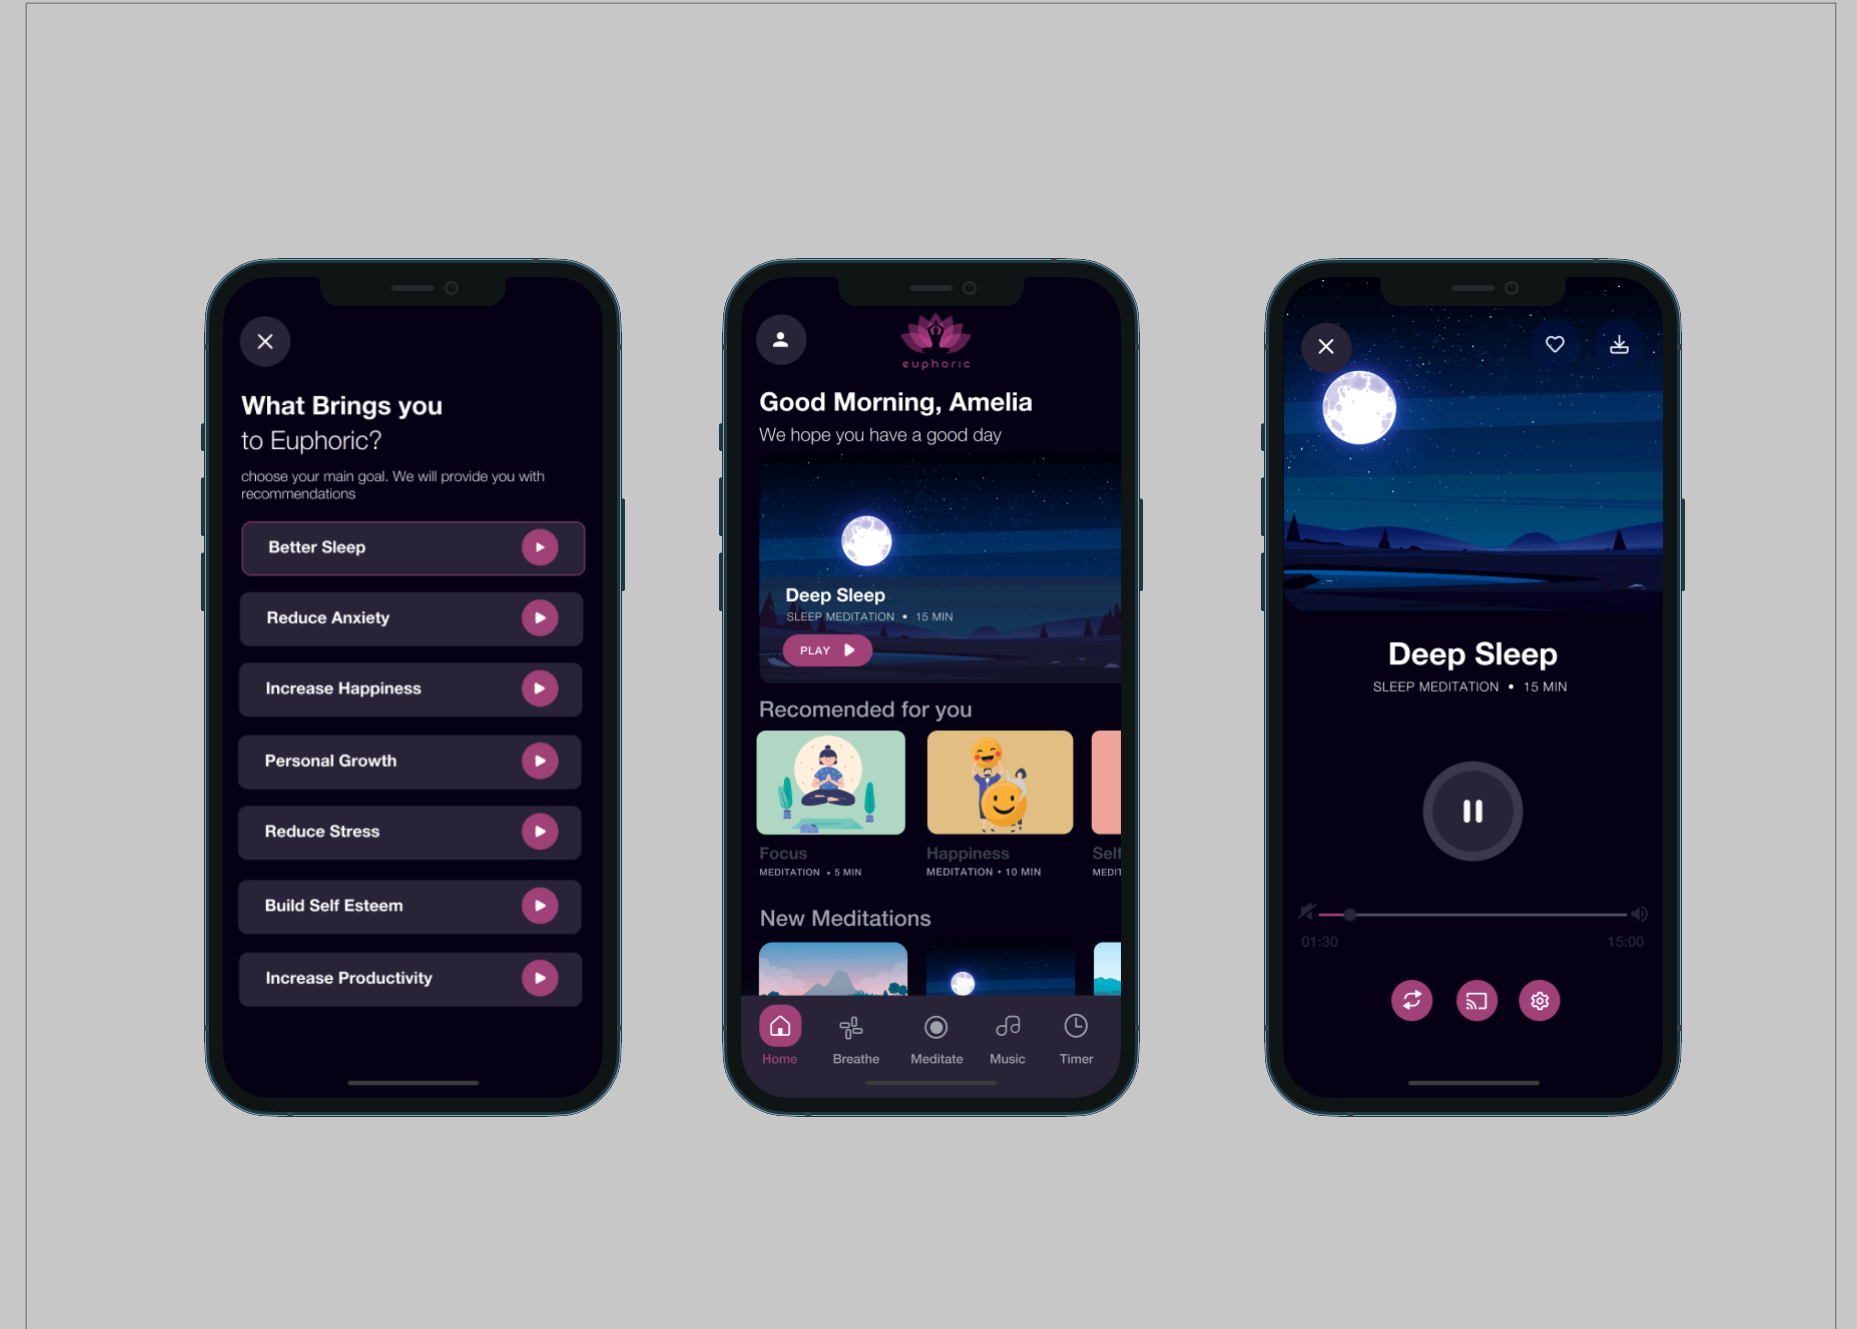 What Brings you
to Euphoric?
choose your main goal. We will provide you with
recommendations
Better Sleep
Reduce Anxiety
Increase Happiness
Personal Growth
Reduce Stress
Build Self Esteem
Increase Productivity
euphoric
Good Morning, Amelia
We hope you have a good day
Deep Sleep
SLEEP MEDITATION • 15 MIN
PLAY
Recomended for you
Focus
MEDITATION • 5 MIN
Happiness
MEDITATION • 10 MIN
Self
MEDIT
New Meditations
Home
Breathe
Meditate
Music
Timer
Deep Sleep
SLEEP MEDITATION • 15 MIN
01:30
15:00